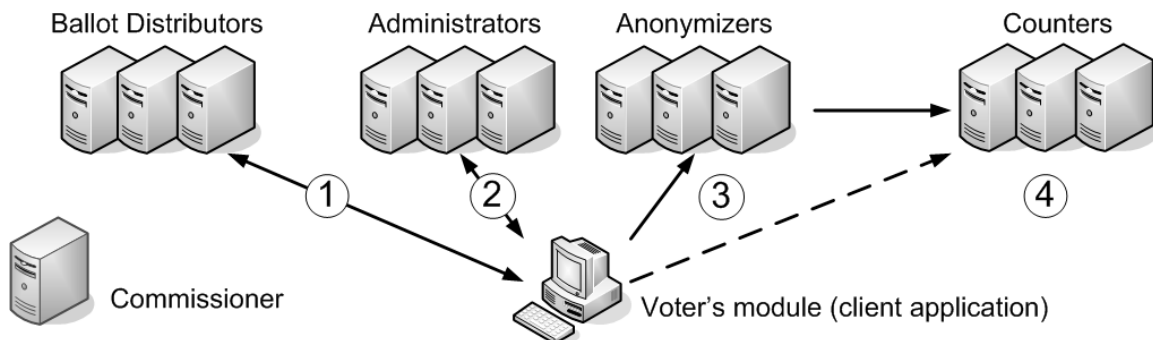 Ballot Distributors
Administrators
Anonymizers
Counters
1
2
3
4
Commissioner
Voter's module (client application)